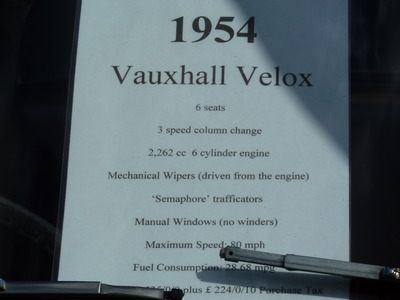 1954
Vauxhall Velox
6 seats
3 speed column change
2,262 cc 6 cylinder engine
Mechanical Wipers (driven from the engine)
‘Semaphore’ trafficators
Manual Windows (no winders)
Maximum Speed: 80 mph
Fuel Consumption: 28.68 mpg
plus £ 224/0/10 Purchase Tax